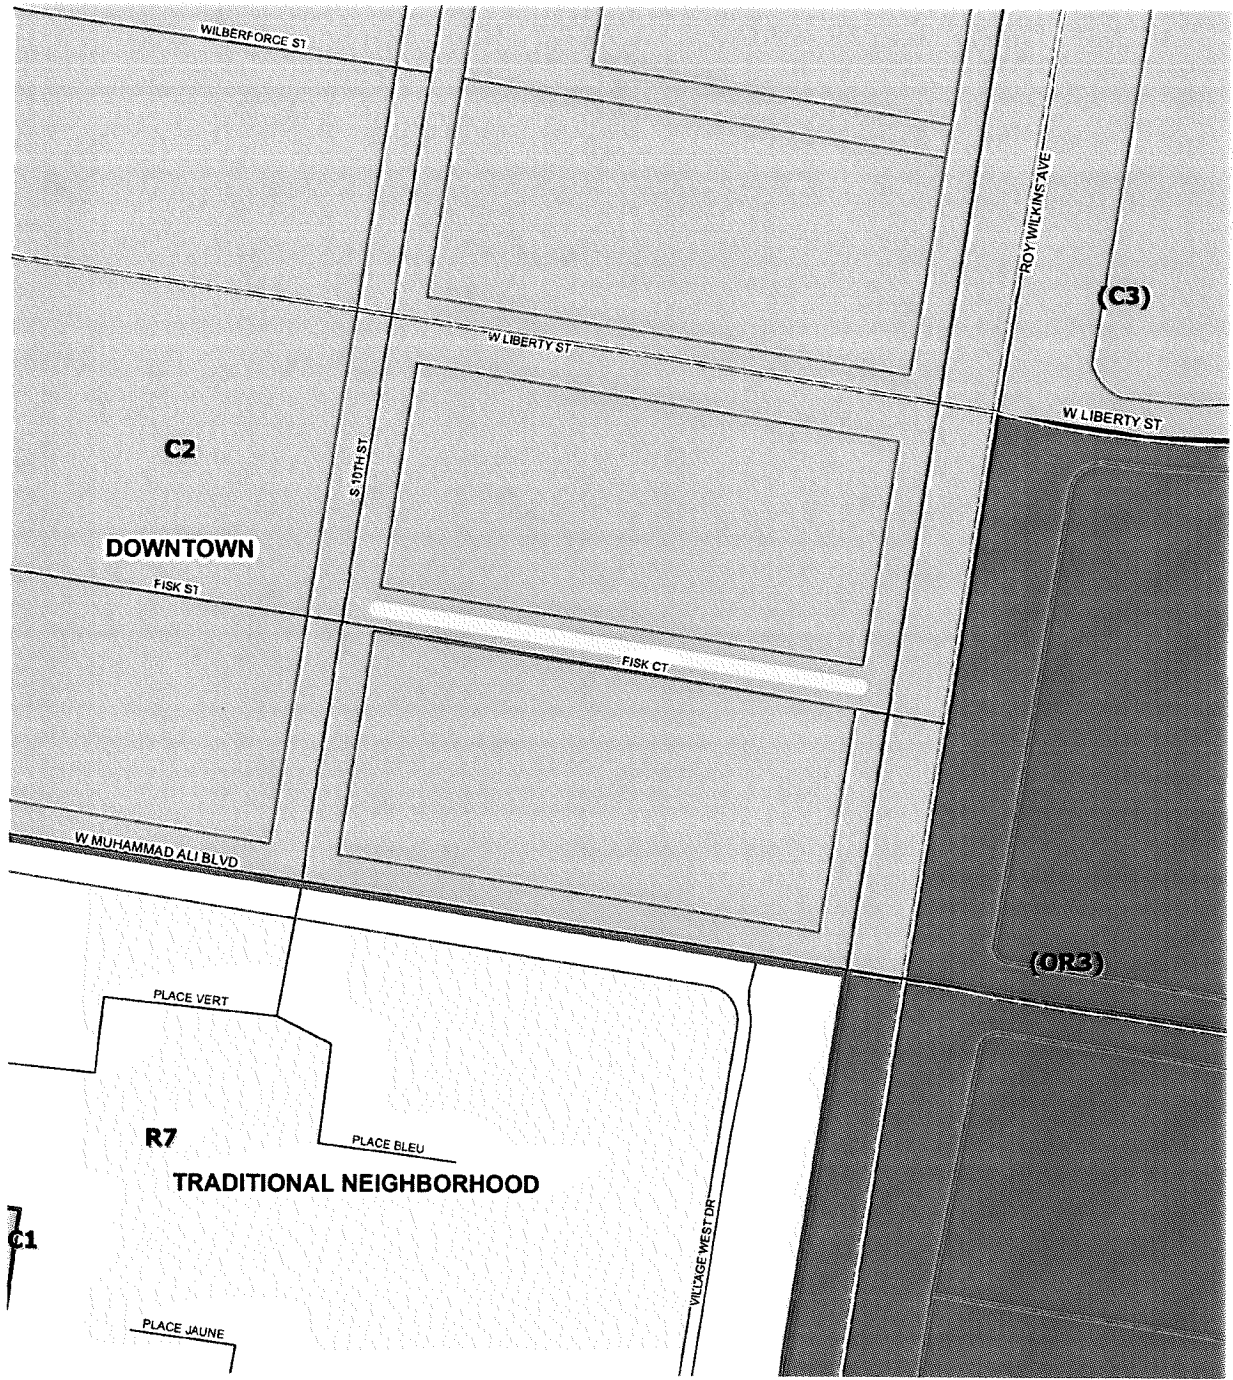 WILBERFORCE ST
ROY WILKINS AVE
(C3)
W LIBERTY ST
W LIBERTY ST
C2
S 10TH ST
DOWNTOWN
FISK ST
FISK CT
W MUHAMMAD ALI BLVD
(OR3)
PLACE VERT
R7
PLACE BLEU
TRADITIONAL NEIGHBORHOOD
C1
VILLAGE WEST DR
PLACE JAUNE